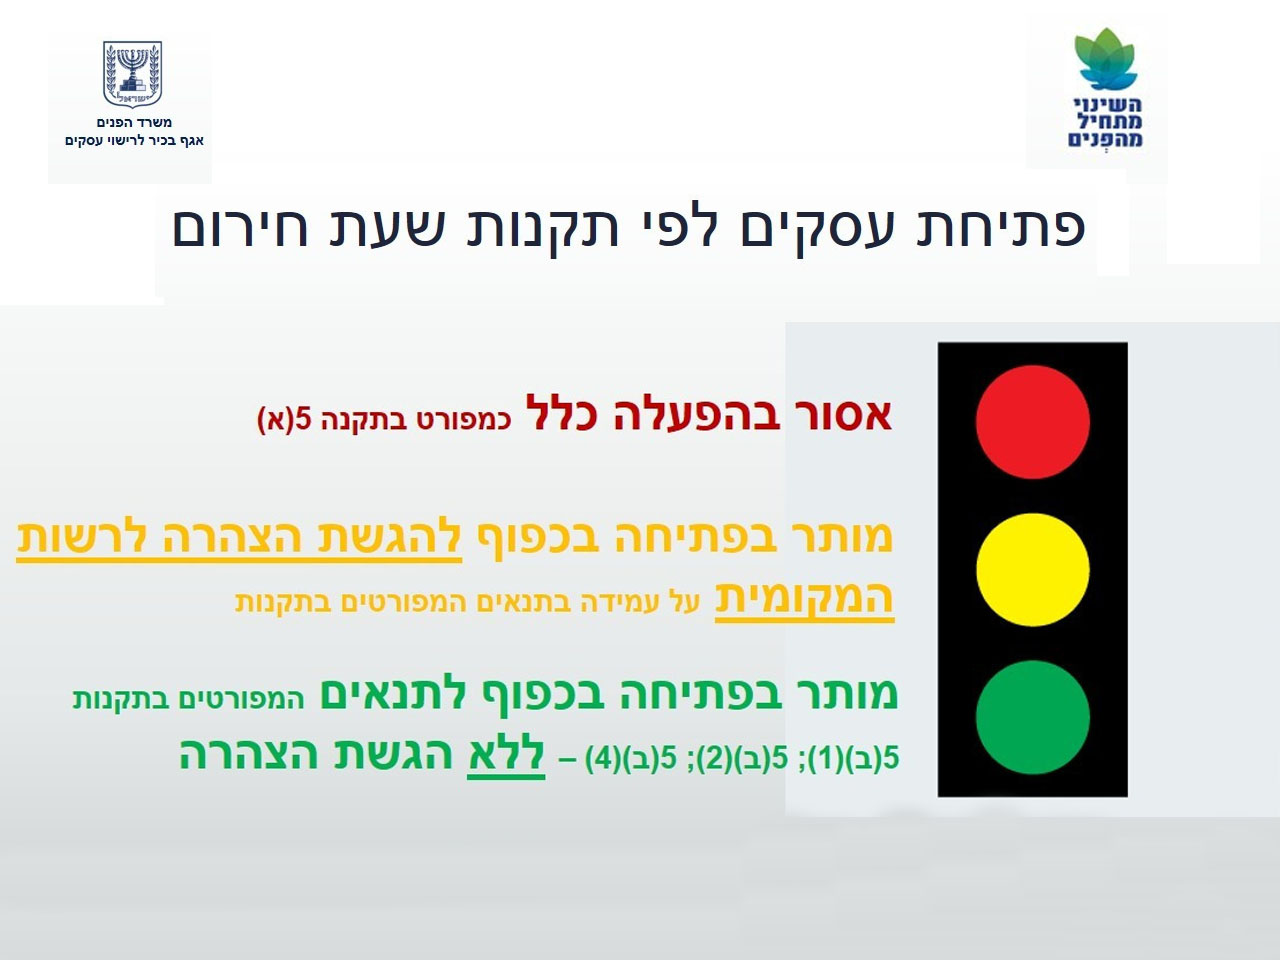 משרד הפנים
אגף בכיר לרישוי עסקים
השינוי
מתחיל
מהפְנים
פתיחת עסקים לפי תקנות שעת חירום
אסור בהפעלה כלל כמפורט בתקנה 5(א)
מותר בפתיחה בכפוף להגשת הצהרה לרשות
המקומית על עמידה בתנאים המפורטים בתקנות
מותר בפתיחה בכפוף לתנאים המפורטים בתקנות
5(ב)(1); 5(ב)(2); 5(ב)(4) – ללא הגשת הצהרה